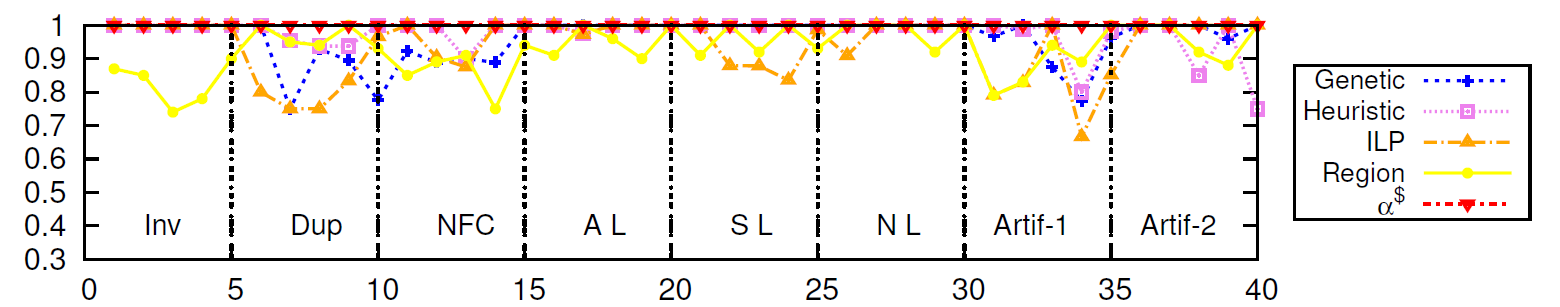 1
0.9
0.8
0.7
0.6
0.5
0.4
0.3
Inv Dup NFC A L S L N L Artif-1 Artif-2
0 5 10 15 20 25 30 35 40
Genetic
Heuristic
ILP
Region
α$